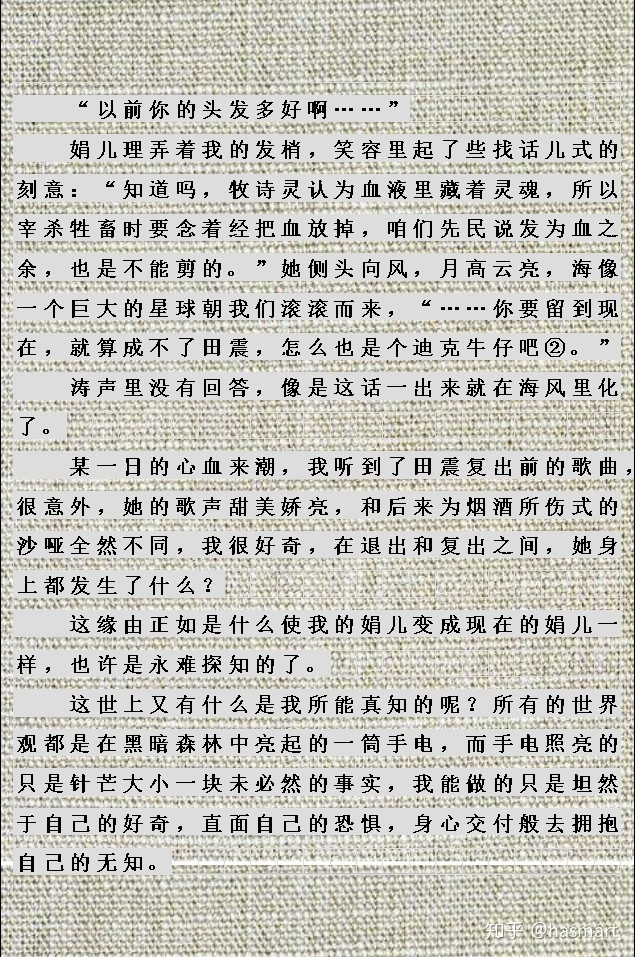 “以前你的头发多好啊……”
娟儿理弄着我的发梢，笑容里起了些找话儿式的
刻意：“知道吗，牧诗灵认为血液里藏着灵魂，所以
宰杀牲畜时要念着经把血放掉，咱们先民说发为血之
余，也是不能剪的。”她侧头向风，月高云亮，海像
一个巨大的星球朝我们滚滚而来，“……你要留到现
在，就算成不了田震，怎么也是个迪克牛仔吧②。”
涛声里没有回答，像是这话一出来就在海风里化
了。
某一日的心血来潮，我听到了田震复出前的歌曲，
很意外，她的歌声甜美娇亮，和后来为烟酒所伤式的
沙哑全然不同，我很好奇，在退出和复出之间，她身
上都发生了什么？
这缘由正如是什么使我的娟儿变成现在的娟儿一
样，也许是永难探知的了。
这世上又有什么是我所能真知的呢？所有的世界
观都是在黑暗森林中亮起的一筒手电，而手电照亮的
只是针芒大小一块未必然的事实，我能做的只是坦然
于自己的好奇，直面自己的恐惧，身心交付般去拥抱
自己的无知。
知乎 @hasmart